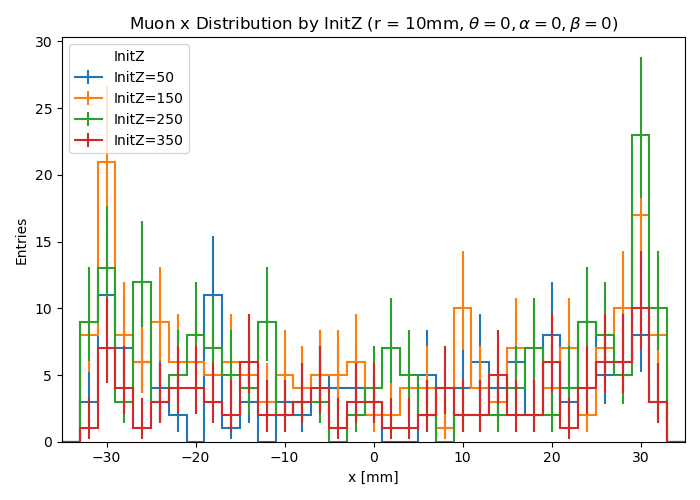 Muon x Distribution by InitZ (r = 10mm, θ = 0, α = 0, β = 0)
30
25
20
15
10
5
0
Entries
InitZ
InitZ=50
InitZ=150
InitZ=250
InitZ=350
−30 −20 −10 0 10 20 30
x [mm]